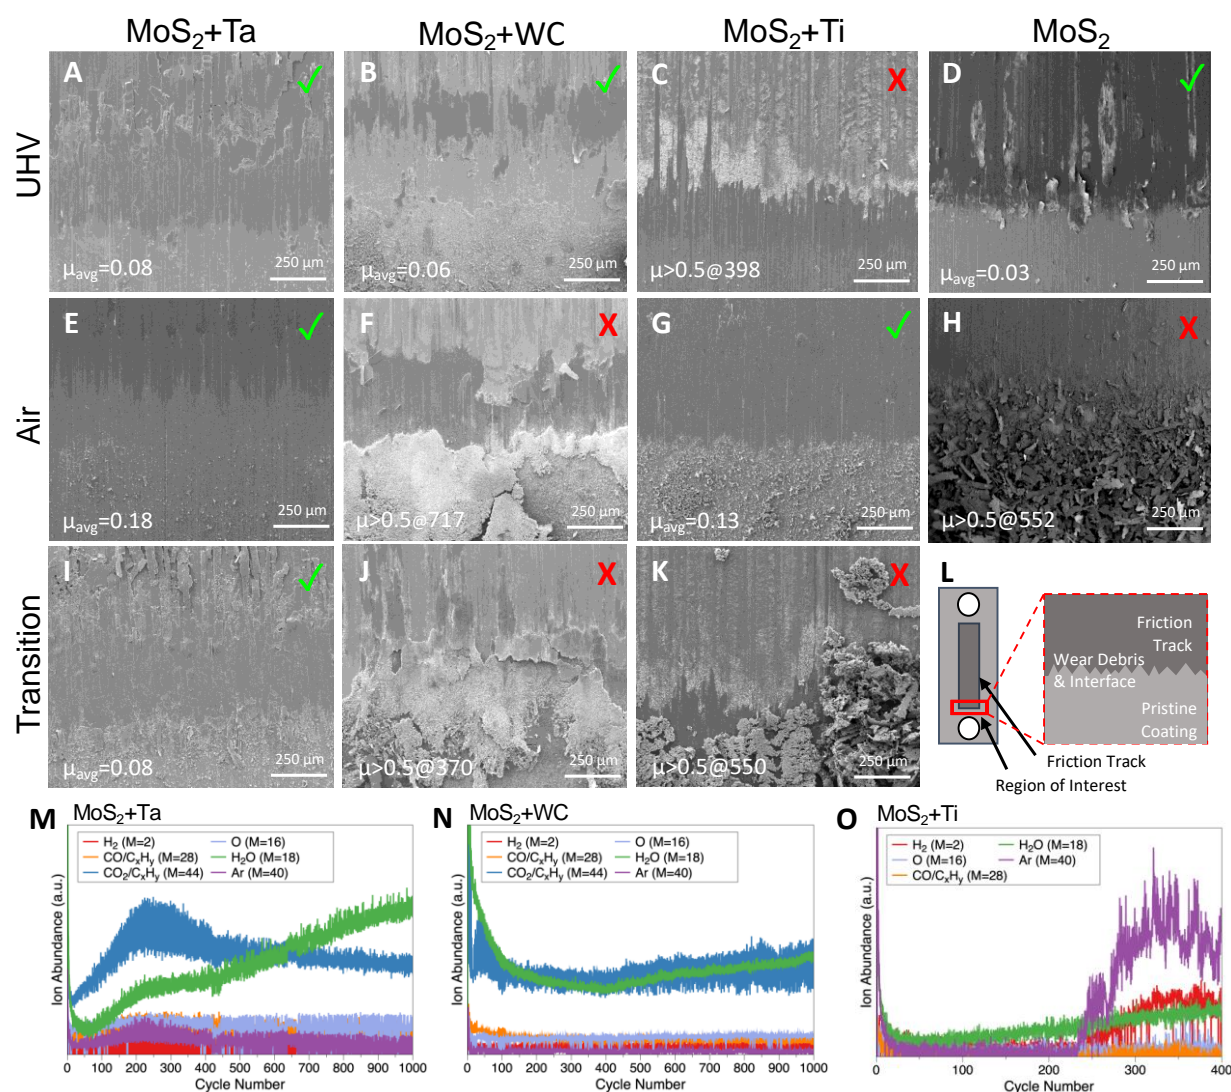 MoS₂+Ta
MoS₂+WC
MoS₂+Ti
MoS₂
UHV
A
✓
μavg=0.08
250 μm
B
✓
μavg=0.06
250 μm
C
X
μ>0.5@398
250 μm
D
✓
μavg=0.03
250 μm
Air
E
✓
μavg=0.18
250 μm
F
X
μ>0.5@717
250 μm
G
✓
μavg=0.13
250 μm
H
X
μ>0.5@552
250 μm
Transition
I
✓
μavg=0.08
250 μm
J
X
μ>0.5@370
250 μm
K
X
μ>0.5@550
250 μm
L
Friction
Track
Wear Debris
& Interface
Pristine
Coating
Friction Track
Region of Interest
M
MoS₂+Ta
H₂ (M=2)
O (M=16)
CO/CₓHᵧ (M=28)
H₂O (M=18)
CO₂/CₓHᵧ (M=44)
Ar (M=40)
Ion Abundance (a.u.)
0 100 200 300 400 500 600 700 800 900 1000
Cycle Number
N
MoS₂+WC
H₂ (M=2)
O (M=16)
CO/CₓHᵧ (M=28)
H₂O (M=18)
CO₂/CₓHᵧ (M=44)
Ar (M=40)
Ion Abundance (a.u.)
0 100 200 300 400 500 600 700 800 900 1000
Cycle Number
O
MoS₂+Ti
H₂ (M=2)
H₂O (M=18)
O (M=16)
Ar (M=40)
CO/CₓHᵧ (M=28)
Ion Abundance (a.u.)
0 100 200 300 400
Cycle Number